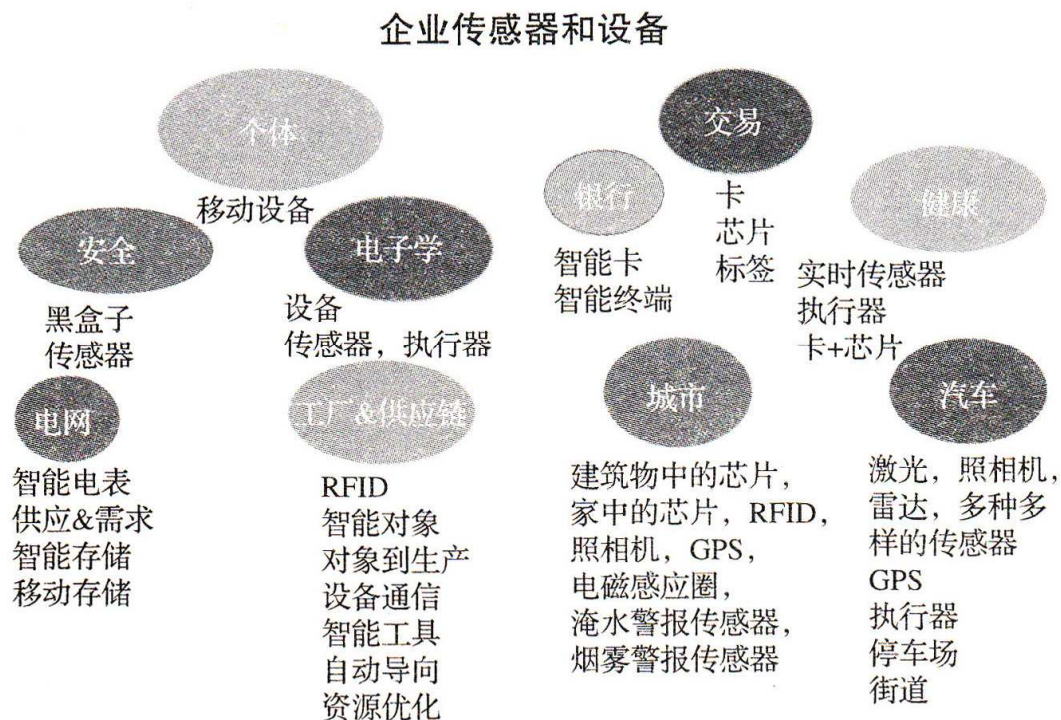 企业传感器和设备
个体
移动设备
安全
黑盒子
传感器
电子学
设备
传感器，执行器
交易
卡
芯片
标签
银行
智能卡
智能终端
健康
实时传感器
执行器
卡+芯片
电网
智能电表
供应&需求
智能存储
移动存储
工厂&供应链
RFID
智能对象
对象到生产
设备通信
智能工具
自动导向
资源优化
城市
建筑物中的芯片，
家中的芯片，RFID，
照相机，GPS，
电磁感应圈，
淹水警报传感器，
烟雾警报传感器
汽车
激光，照相机，
雷达，多种多
样的传感器
GPS
执行器
停车场
街道